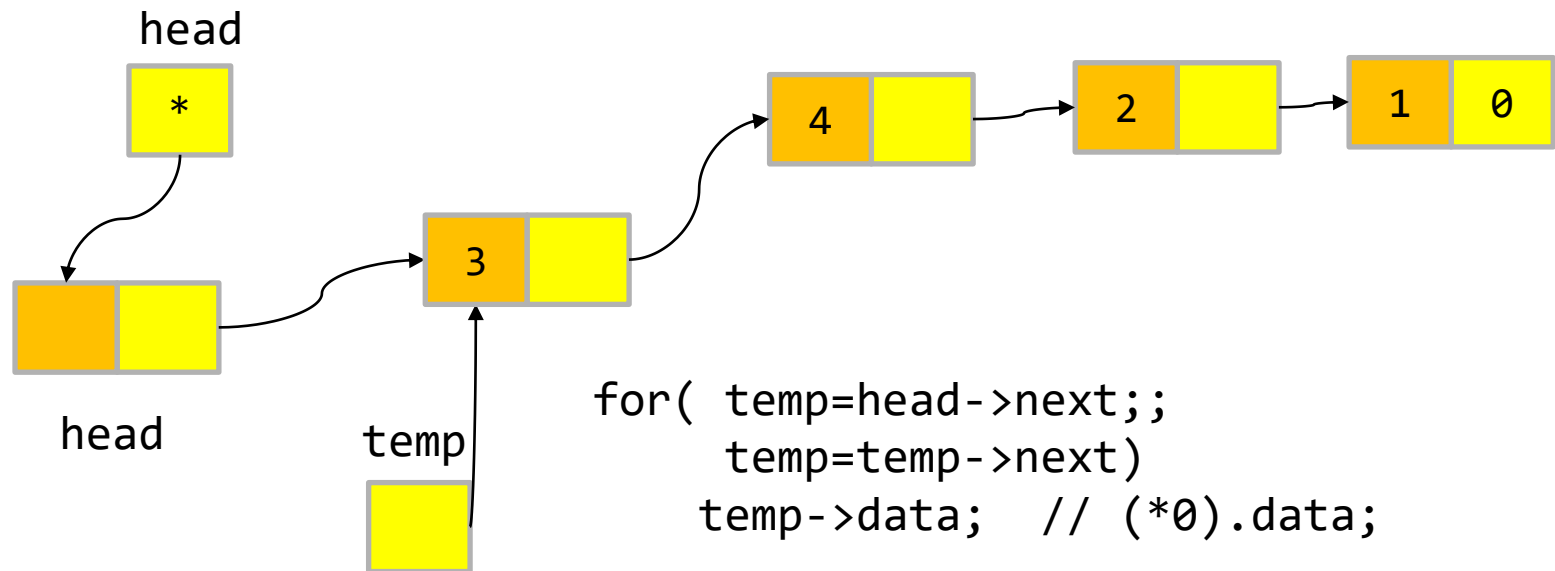 head
*
4
2
1 0
3
head
temp
for( temp=head->next;;
temp=temp->next)
temp->data; // (*0).data;